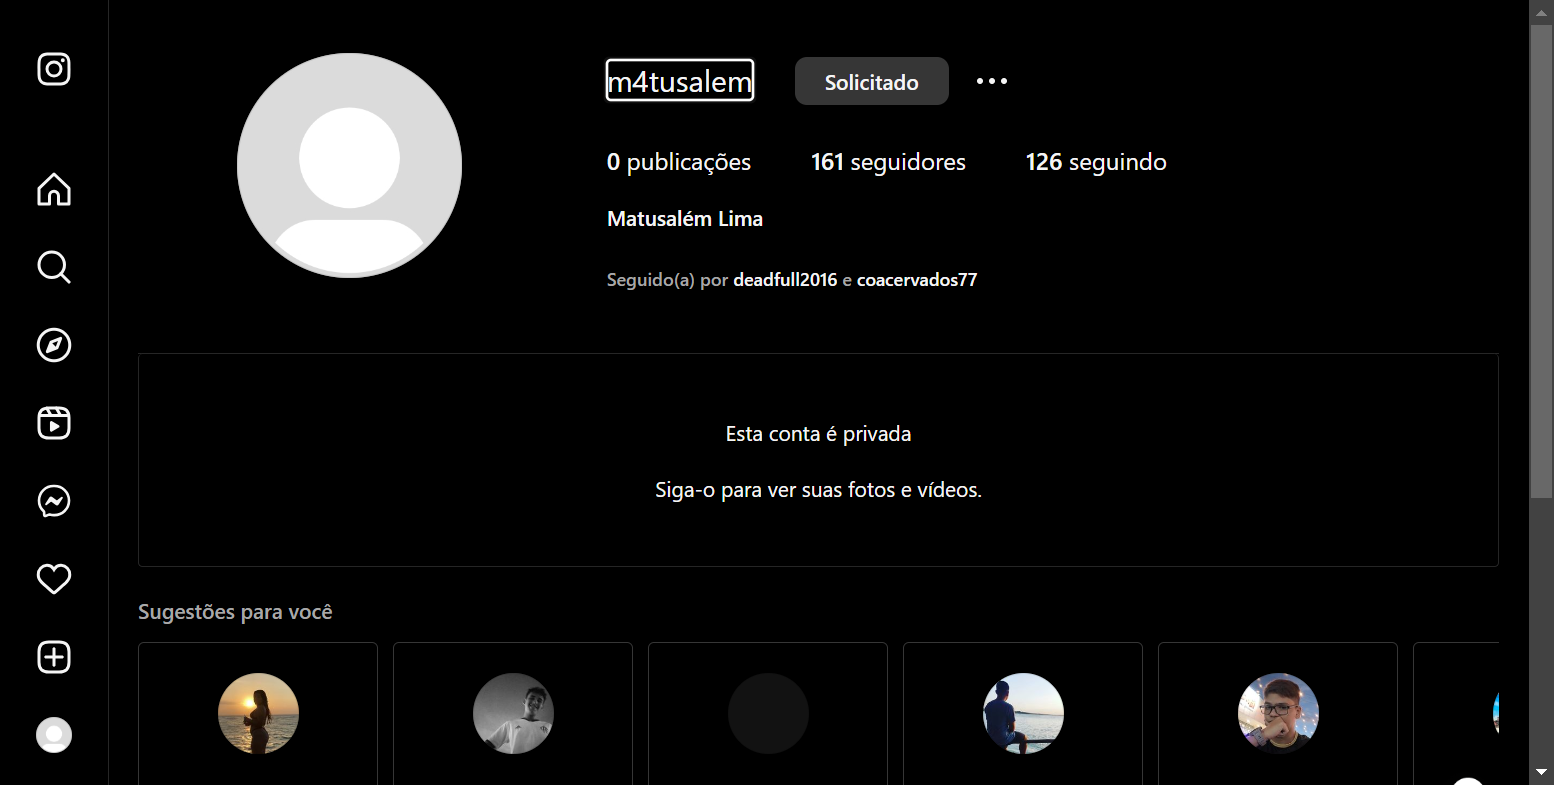 m4tusalem Solicitado
0 publicações 161 seguidores 126 seguindo
Matusalém Lima
Seguido(a) por deadfull2016 e coacervados77
Esta conta é privada
Siga-o para ver suas fotos e vídeos.
Sugestões para você